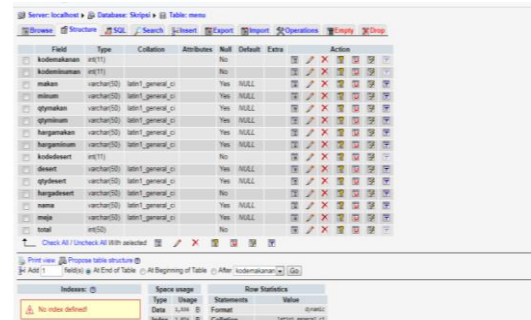 Server: localhost ▸ Database: Skripsi ▸ Table: menu
Browse Structure SQL Search Insert Export Import Operations Empty Drop
Field Type Collation Attributes Null Default Extra Action
kodemakanan int(11) No
kodeminuman int(11) No
makan varchar(50) latin1_general_ci Yes NULL
minum varchar(50) latin1_general_ci Yes NULL
qtymakan varchar(50) latin1_general_ci Yes NULL
qtyminum varchar(50) latin1_general_ci Yes NULL
hargamakan varchar(50) latin1_general_ci Yes NULL
hargaminum varchar(50) latin1_general_ci Yes NULL
kodedesert int(11) No
desert varchar(50) latin1_general_ci Yes NULL
qtydesert varchar(50) latin1_general_ci Yes NULL
hargadesert varchar(50) latin1_general_ci No
nama varchar(50) latin1_general_ci Yes NULL
meja varchar(50) latin1_general_ci Yes NULL
total int(50) No
Check All / Uncheck All With selected
Print view Propose table structure
Add 1 field(s) At End of Table At Beginning of Table After kodemakanan Go
Indexes: Space usage Row Statistics
Type Usage Statements Value
No index defined! Data B Format dynamic
Index B Collation